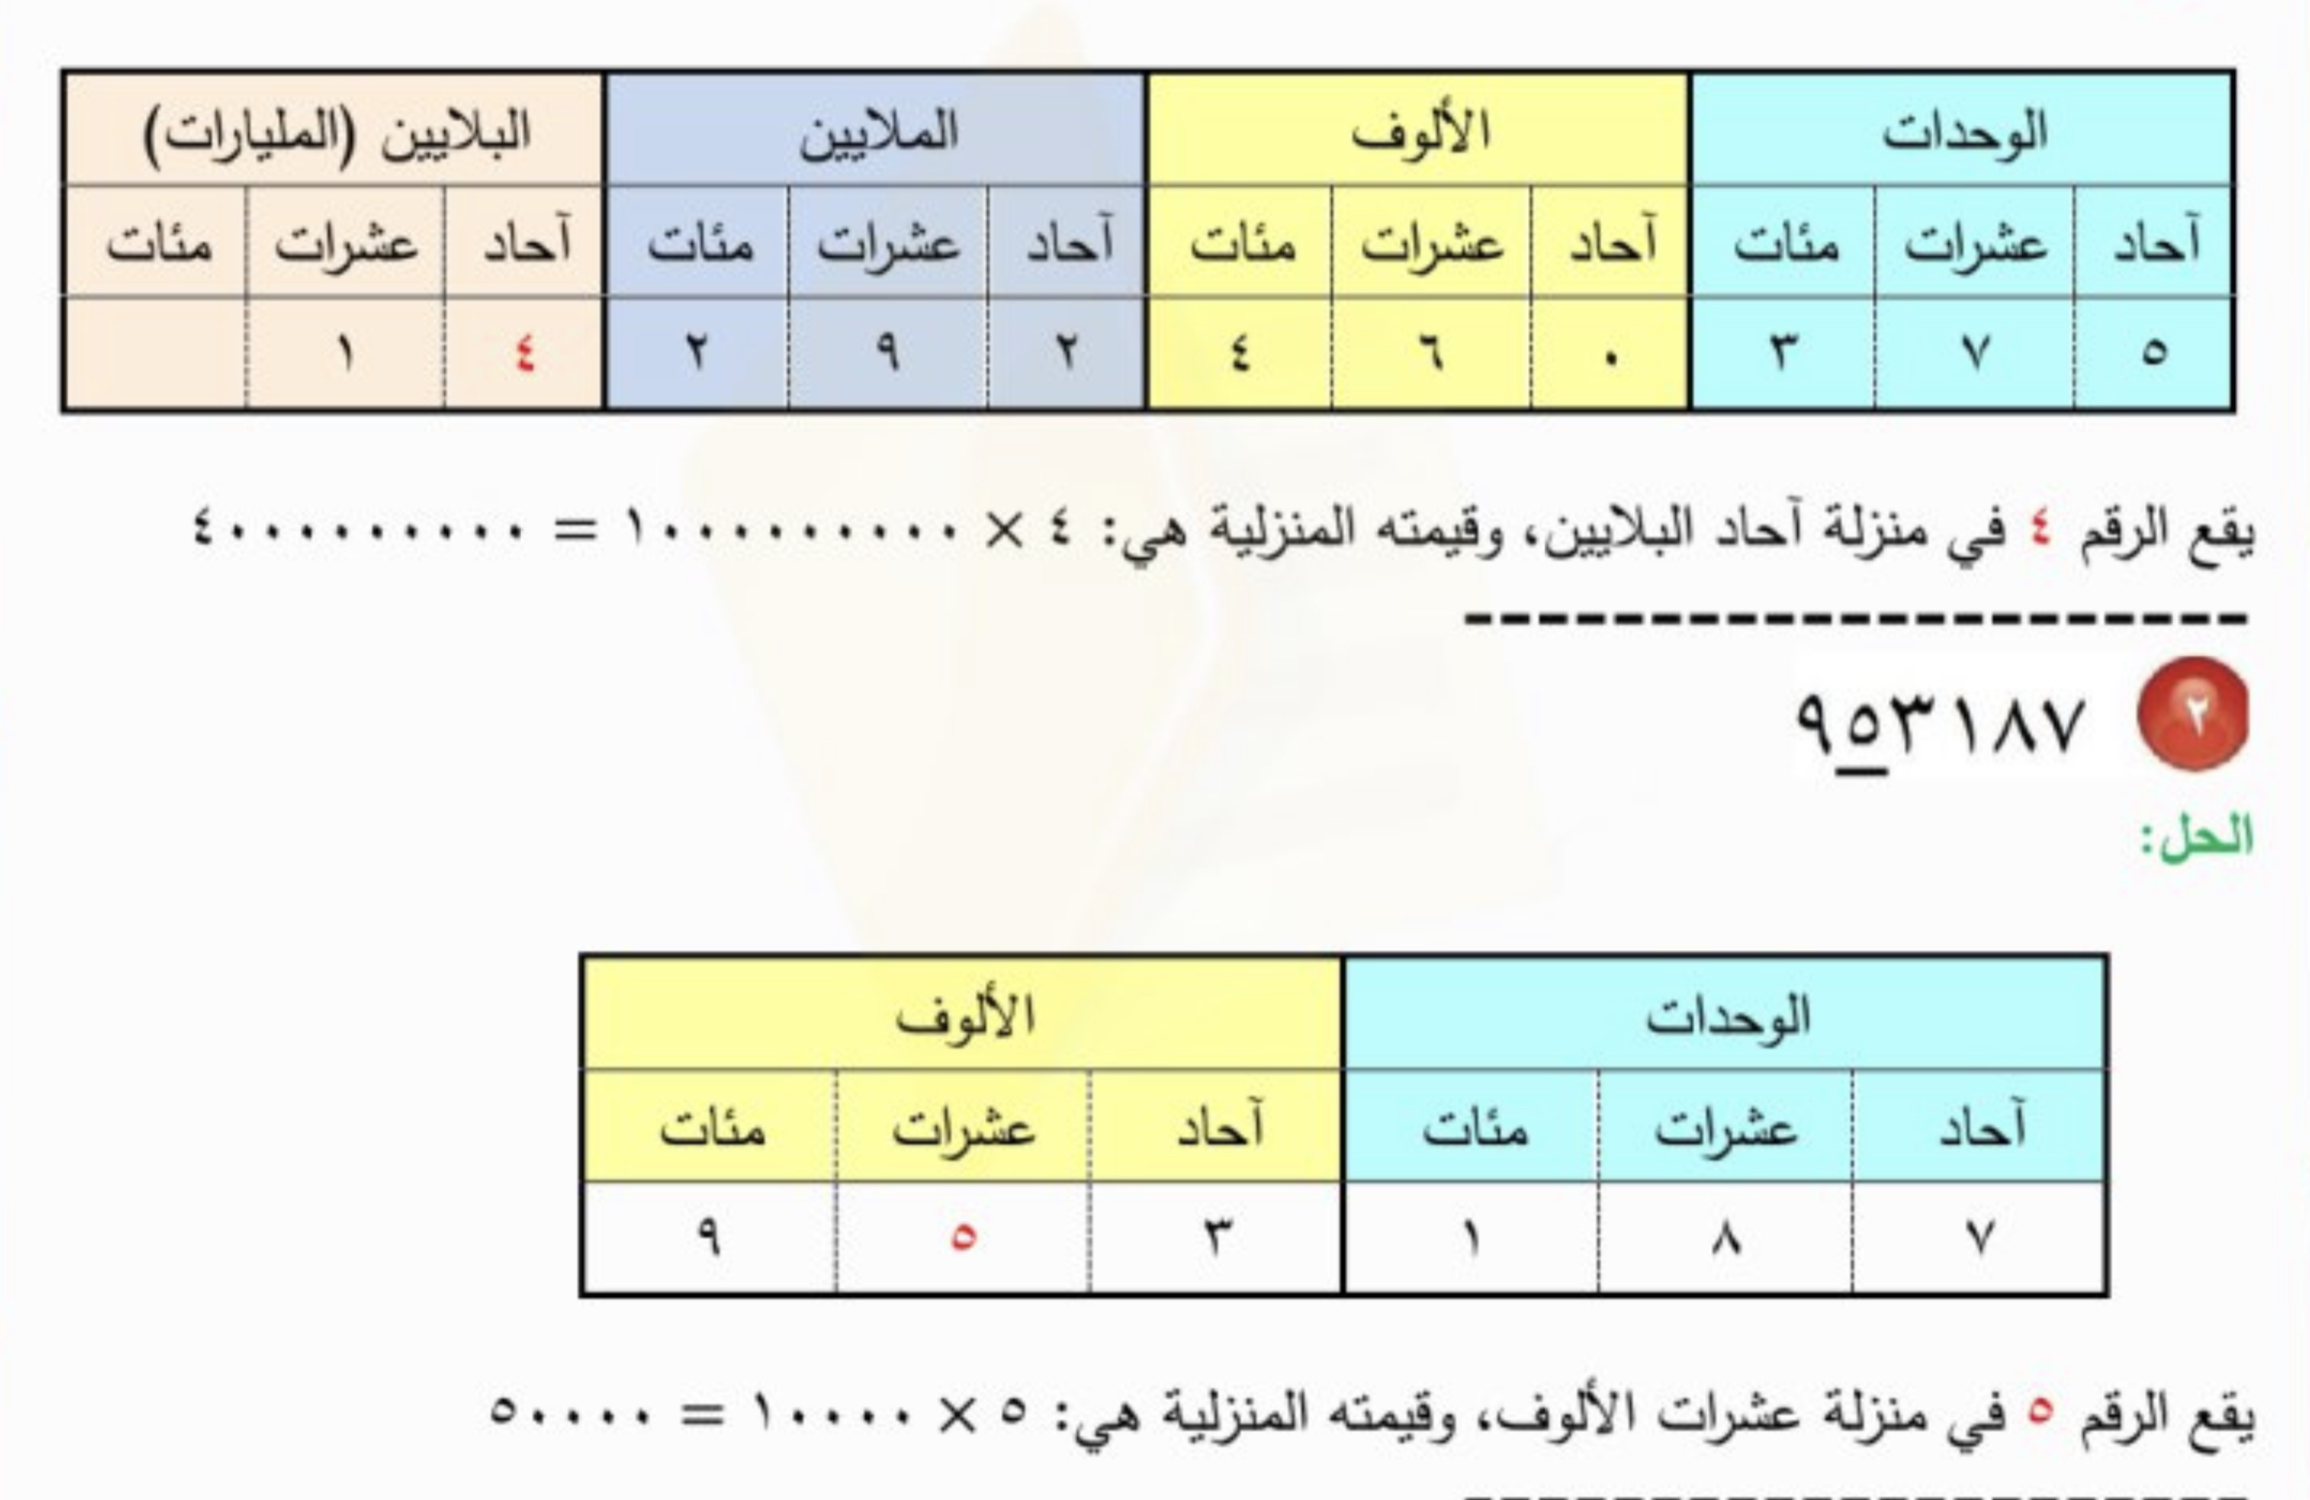 الوحدات الألوف الملايين البلايين (المليارات)
آحاد عشرات مئات آحاد عشرات مئات آحاد عشرات مئات آحاد عشرات مئات
٥ ٧ ٣ ٠ ٦ ٤ ٢ ٩ ٢ ٤ ١
يقع الرقم ٤ في منزلة آحاد البلايين، وقيمته المنزلية هي: ٤ × ١٠٠٠٠٠٠٠٠٠ = ٤٠٠٠٠٠٠٠٠٠
٢ ٩٥٣١٨٧
الحل:
الوحدات الألوف
آحاد عشرات مئات آحاد عشرات مئات
٧ ٨ ١ ٣ ٥ ٩
يقع الرقم ٥ في منزلة عشرات الألوف، وقيمته المنزلية هي: ٥ × ١٠٠٠٠ = ٥٠٠٠٠